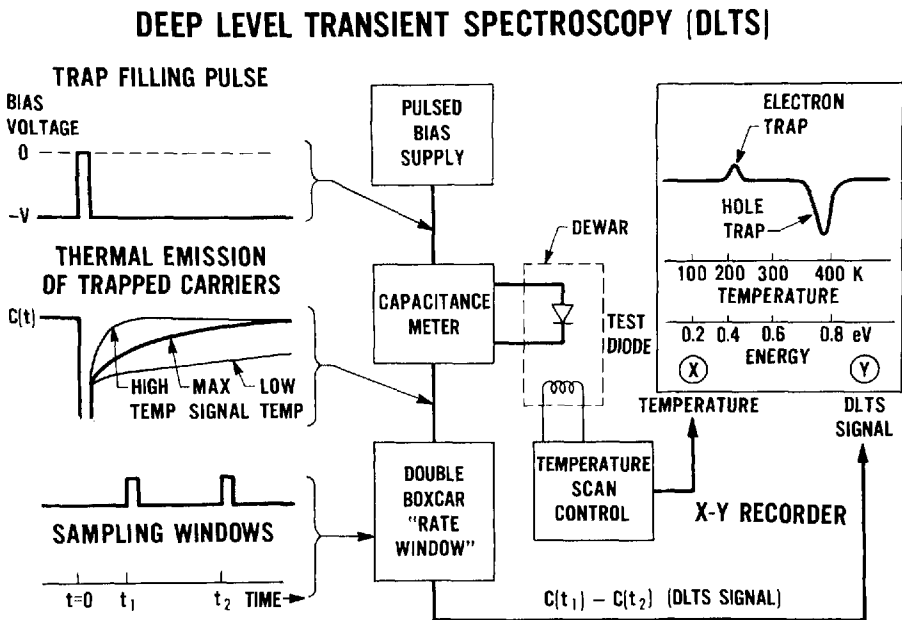 DEEP LEVEL TRANSIENT SPECTROSCOPY (DLTS)
TRAP FILLING PULSE
BIAS
VOLTAGE
0
-V
THERMAL EMISSION
OF TRAPPED CARRIERS
C(t)
HIGH MAX LOW
TEMP SIGNAL TEMP
SAMPLING WINDOWS
t=0 t1 t2 TIME
PULSED
BIAS
SUPPLY
CAPACITANCE
METER
DOUBLE
BOXCAR
"RATE
WINDOW"
DEWAR
TEST
DIODE
TEMPERATURE
SCAN
CONTROL
ELECTRON
TRAP
HOLE
TRAP
100 200 300 400 K
TEMPERATURE
0.2 0.4 0.6 0.8 eV
ENERGY
X Y
TEMPERATURE
DLTS
SIGNAL
X-Y RECORDER
C(t1) – C(t2) (DLTS SIGNAL)